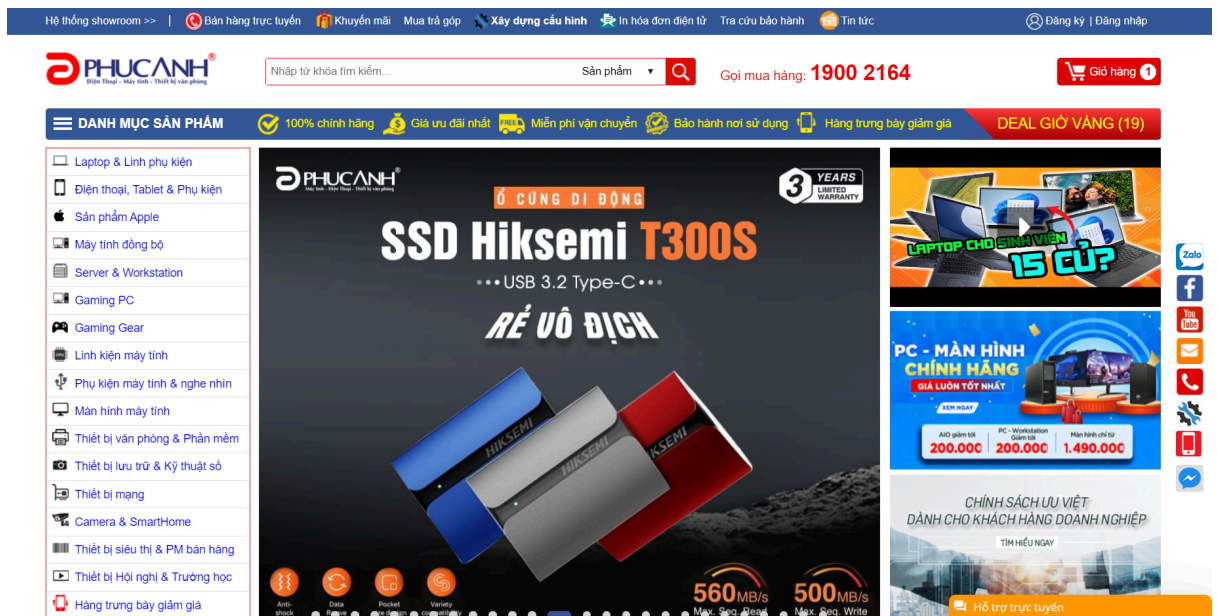 Hệ thống showroom >> | Bán hàng trực tuyến Khuyến mãi Mua trả góp Xây dựng cấu hình In hóa đơn điện tử Tra cứu bảo hành Tin tức Đăng ký | Đăng nhập
PHUCANH®
Điện Thoại - Máy tính - Thiết bị văn phòng
Nhập từ khóa tìm kiếm... Sản phẩm
Gọi mua hàng: 1900 2164
Giỏ hàng 1
DANH MỤC SẢN PHẨM
100% chính hãng Giá ưu đãi nhất FREE Miễn phí vận chuyển Bảo hành nơi sử dụng Hàng trưng bày giảm giá
DEAL GIỜ VÀNG (19)
Laptop & Linh phụ kiện
Điện thoại, Tablet & Phụ kiện
Sản phẩm Apple
Máy tính đồng bộ
Server & Workstation
Gaming PC
Gaming Gear
Linh kiện máy tính
Phụ kiện máy tính & nghe nhìn
Màn hình máy tính
Thiết bị văn phòng & Phần mềm
Thiết bị lưu trữ & Kỹ thuật số
Thiết bị mạng
Camera & SmartHome
Thiết bị siêu thị & PM bán hàng
Thiết bị Hội nghị & Trường học
Hàng trưng bày giảm giá
PHUCANH®
Máy tính - Điện Thoại - Thiết bị văn phòng
3 YEARS
LIMITED
WARRANTY
Ổ CỨNG DI ĐỘNG
SSD Hiksemi T300S
USB 3.2 Type-C
RẺ VÔ ĐỊCH
HIKSEMI
HIKSEMI
KSEMI
Anti-
shock
Data
Pocket
Variety
560MB/s
Max. Seq. Read
500MB/s
Max. Seq. Write
LAPTOP CHO SINH VIÊN
15 CỦ?
PC - MÀN HÌNH
CHÍNH HÃNG
GIÁ LUÔN TỐT NHẤT
XEM NGAY
AIO giảm tới
200.000
PC - Workstation
Giảm tới
200.000
Màn hình chỉ từ
1.490.000
CHÍNH SÁCH ƯU VIỆT
DÀNH CHO KHÁCH HÀNG DOANH NGHIỆP
TÌM HIỂU NGAY
Zalo
You
Tube
Hỗ trợ trực tuyến